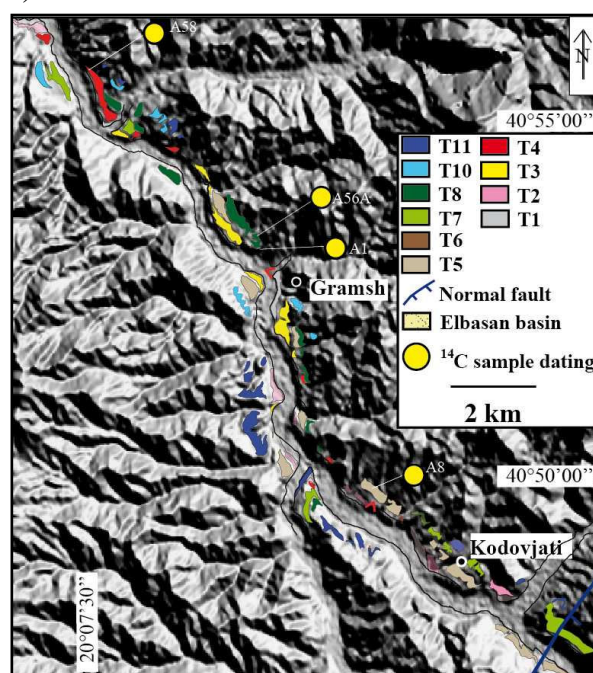 A58
N
40°55'00''
T11
T4
T10
T3
T8
T2
T7
T1
T6
T5
Normal fault
Elbasan basin
14C sample dating
2 km
A56A
A1
Gramsh
A8
40°50'00''
Kodovjati
20°07'30''